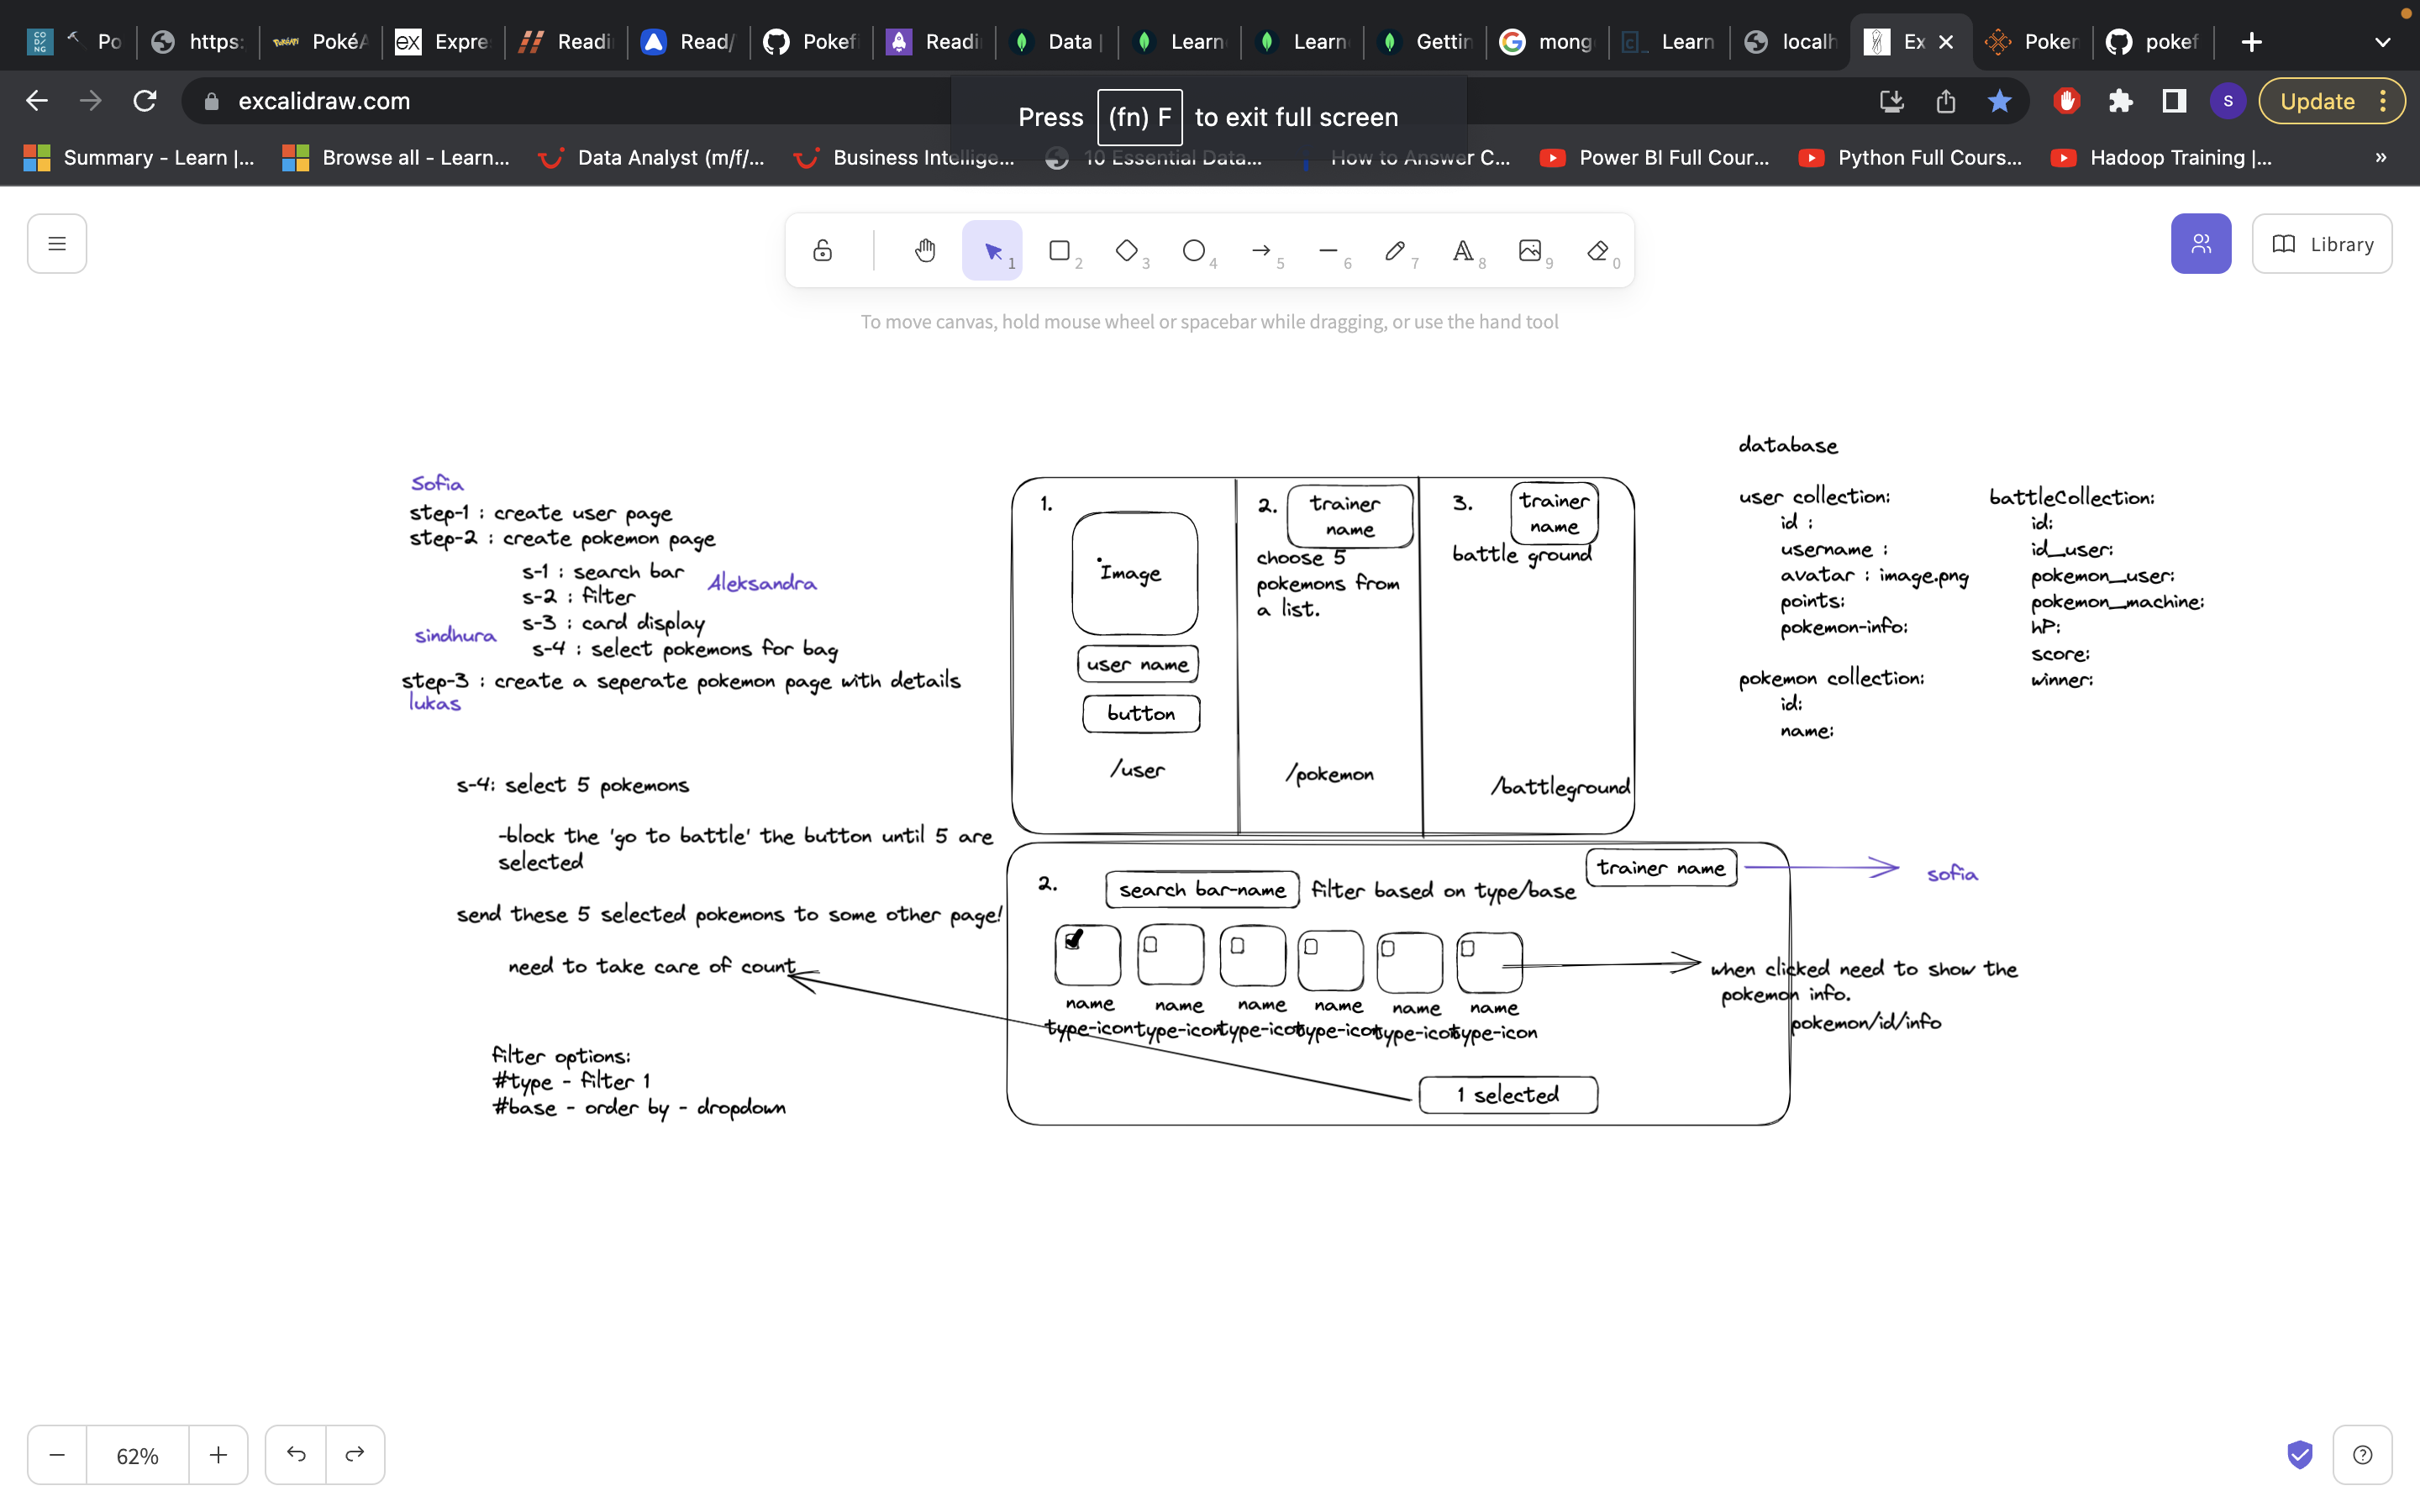 Po
https:
PokéA
EX
Expre
Readi
Read/
Pokef
Readi
Data |
Learn
Learn
Gettin
mong
Learn
localh
Ex
Poker
pokef
excalidraw.com
Press (fn) F to exit full screen
S
Update
Summary - Learn |...
Browse all - Learn...
Data Analyst (m/f/...
Business Intellige...
10 Essential Data...
How to Answer C...
Power BI Full Cour...
Python Full Cours...
Hadoop Training |...
»
1
2
3
4
5
6
7
8
9
0
Library
To move canvas, hold mouse wheel or spacebar while dragging, or use the hand tool
Sofia
step-1 : create user page
step-2 : create pokemon page
s-1 : search bar
Aleksandra
s-2 : filter
s-3 : card display
sindhura
s-4 : select pokemons for bag
step-3 : create a seperate pokemon page with details
lukas
s-4: select 5 pokemons
-block the 'go to battle' the button until 5 are
selected
send these 5 selected pokemons to some other page!
need to take care of count
filter options:
#type - filter 1
#base - order by - dropdown
1.
Image
user name
button
/user
2.
trainer
name
choose 5
pokemons from
a list.
/pokemon
3.
trainer
name
battle ground
/battleground
database
user collection:
id :
username :
avatar : image.png
points:
pokemon-info:
pokemon collection:
id:
name:
battleCollection:
id:
id_user:
pokemon_user:
pokemon_machine:
hP:
score:
winner:
2.
search bar-name
filter based on type/base
trainer name
sofia
name
name
name
name
name
name
type-icon
type-icon
type-icon
type-icon
type-icon
type-icon
1 selected
when clicked need to show the
pokemon info.
pokemon/id/info
62%